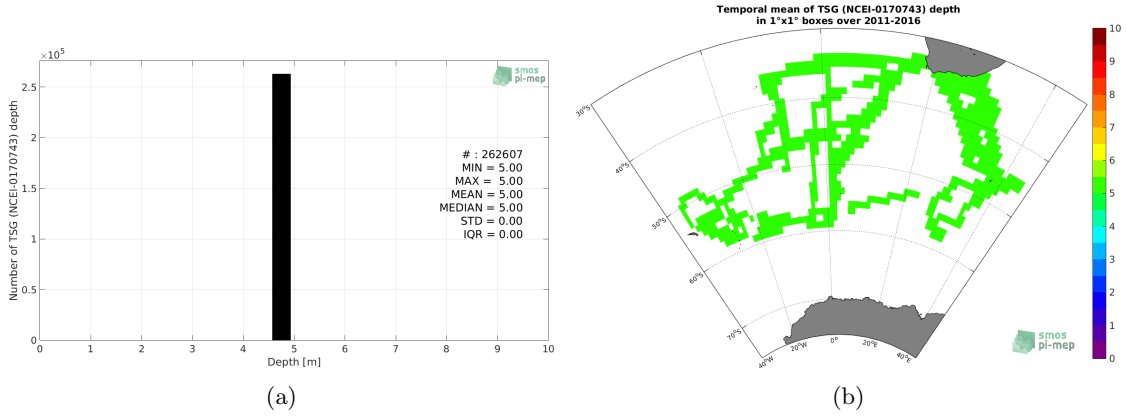 ×10⁵
Number of TSG (NCEI-0170743) depth
2.5
2
1.5
1
0.5
0
0 1 2 3 4 5 6 7 8 9 10
Depth [m]
smos
pi-mep
# : 262607
MIN = 5.00
MAX = 5.00
MEAN = 5.00
MEDIAN = 5.00
STD = 0.00
IQR = 0.00
(a)
Temporal mean of TSG (NCEI-0170743) depth
in 1°x1° boxes over 2011-2016
30°S
40°S
50°S
60°S
70°S
40°W 20°W 0° 20°E 40°E
smos
pi-mep
10
9
8
7
6
5
4
3
2
1
0
(b)